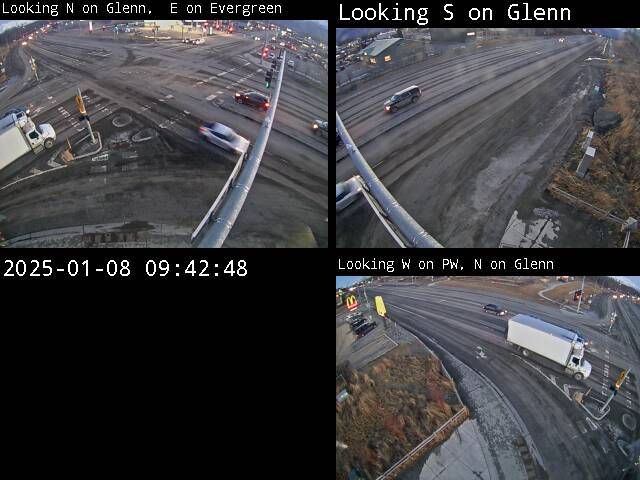 Looking N on Glenn,  E on Evergreen
Looking S on Glenn
2025-01-08 09:42:48
Looking W on PW, N on Glenn